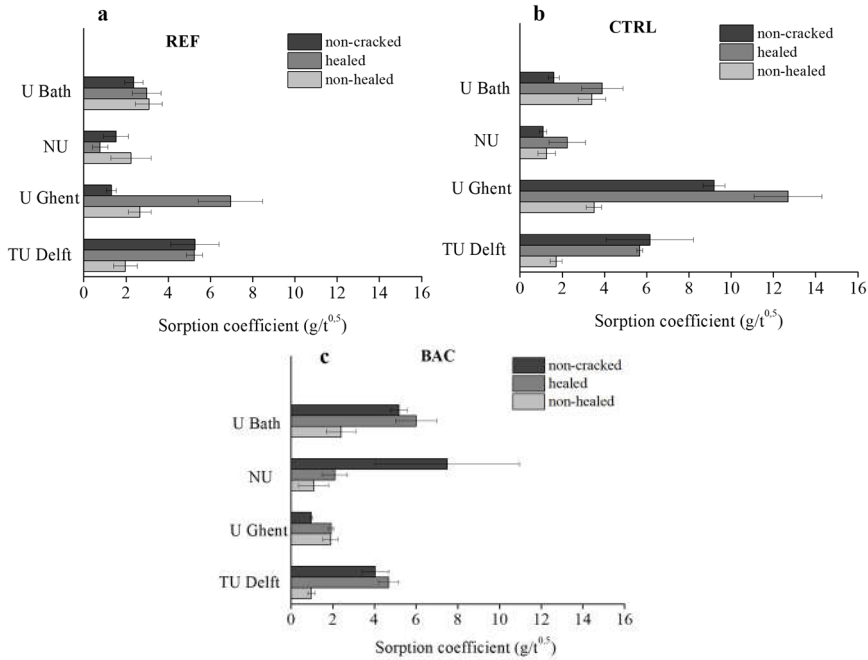 a
REF
non-cracked
healed
non-healed
U Bath
NU
U Ghent
TU Delft
0 2 4 6 8 10 12 14 16
Sorption coefficient (g/t^0,5)
b
CTRL
non-cracked
healed
non-healed
U Bath
NU
U Ghent
TU Delft
0 2 4 6 8 10 12 14 16
Sorption coefficient (g/t^0,5)
c
BAC
non-cracked
healed
non-healed
U Bath
NU
U Ghent
TU Delft
0 2 4 6 8 10 12 14 16
Sorption coefficient (g/t^0,5)